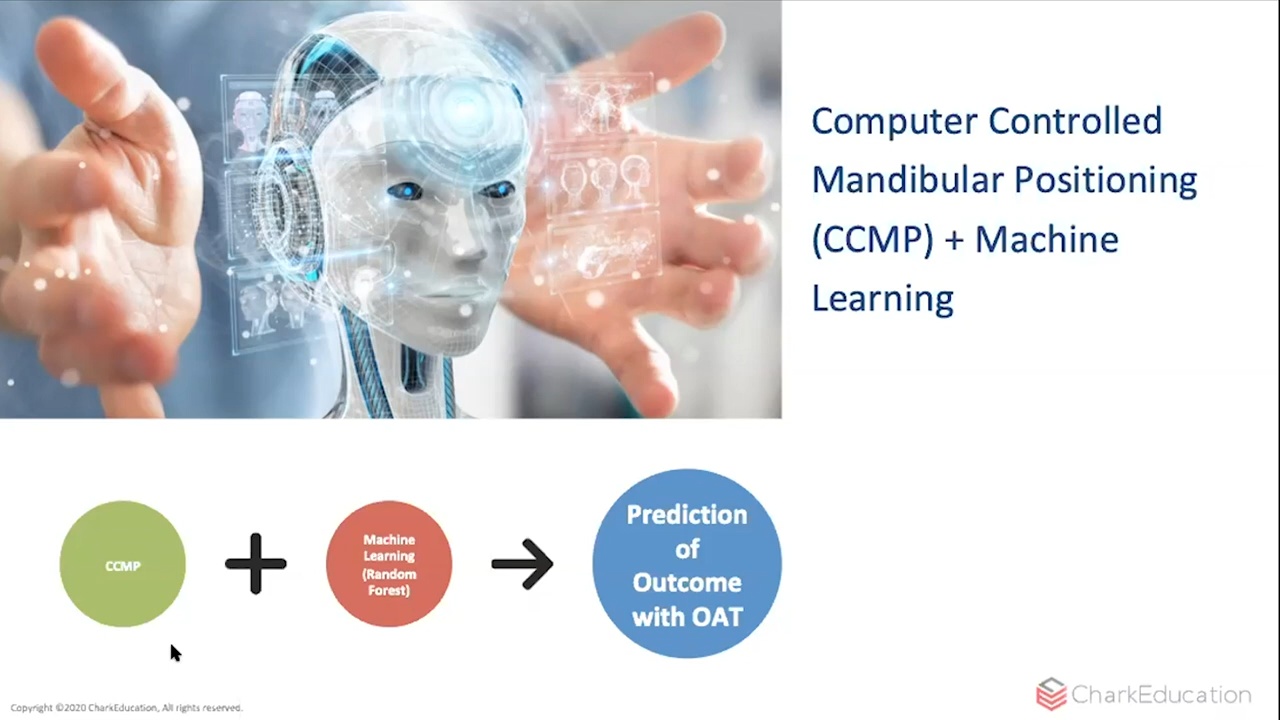 Computer Controlled
Mandibular Positioning
(CCMP) + Machine
Learning
CCMP
Machine
Learning
(Random
Forest)
Prediction
of
Outcome
with OAT
Copyright ©2020 CharkEducation, All rights reserved.
CharkEducation